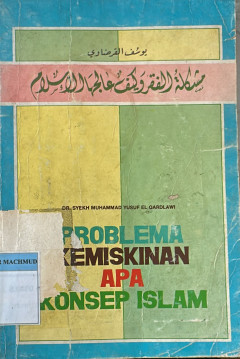 يوسف القرضاوي
مشكلة الفقر وكيف عالجها الإسلام
DR. SYEKH MUHAMMAD YUSUF EL QARDLAWI
PROBLEMA
KEMISKINAN
APA
KONSEP ISLAM
MACHMUD